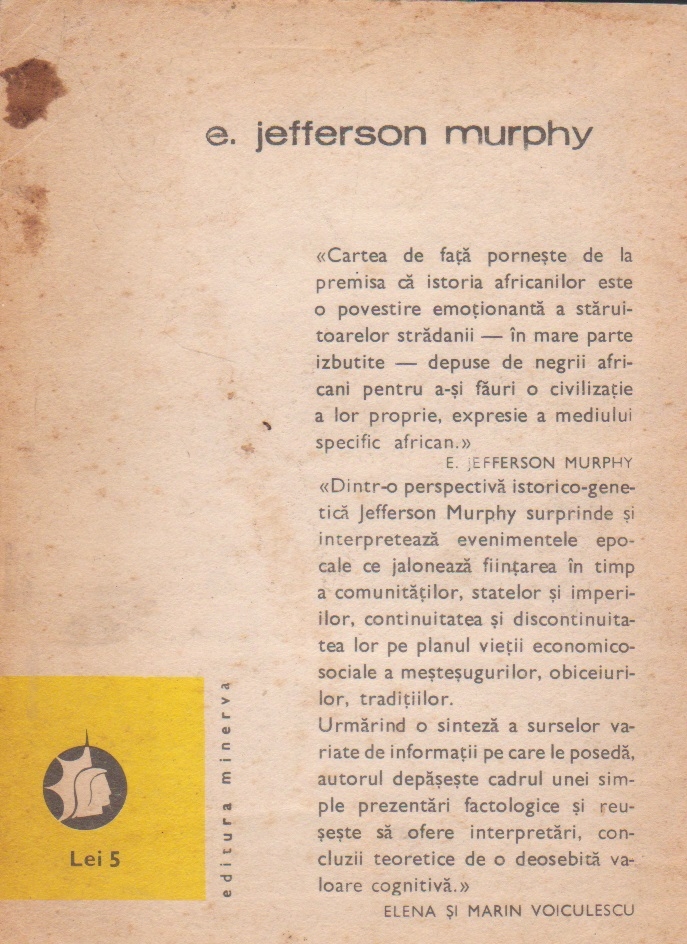 e. jefferson murphy
«Cartea de față pornește de la
premisa că istoria africanilor este
o povestire emoționantă a stărui-
toarelor strădanii — în mare parte
izbutite — depuse de negrii afri-
cani pentru a-și făuri o civilizație
a lor proprie, expresie a mediului
specific african.»
E. JEFFERSON MURPHY
«Dintr-o perspectivă istorico-gene-
tică Jefferson Murphy surprinde și
interpretează evenimentele epo-
cale ce jalonează ființarea în timp
a comunităților, statelor și imperi-
ilor, continuitatea și discontinuita-
tea lor pe planul vieții economico-
sociale a meșteșugurilor, obiceiuri-
lor, tradițiilor.
Urmărind o sinteză a surselor va-
riate de informații pe care le posedă,
autorul depășește cadrul unei sim-
ple prezentări factologice și reu-
șește să ofere interpretări, con-
cluzii teoretice de o deosebită va-
loare cognitivă.»
ELENA ȘI MARIN VOICULESCU
editura minerva
Lei 5